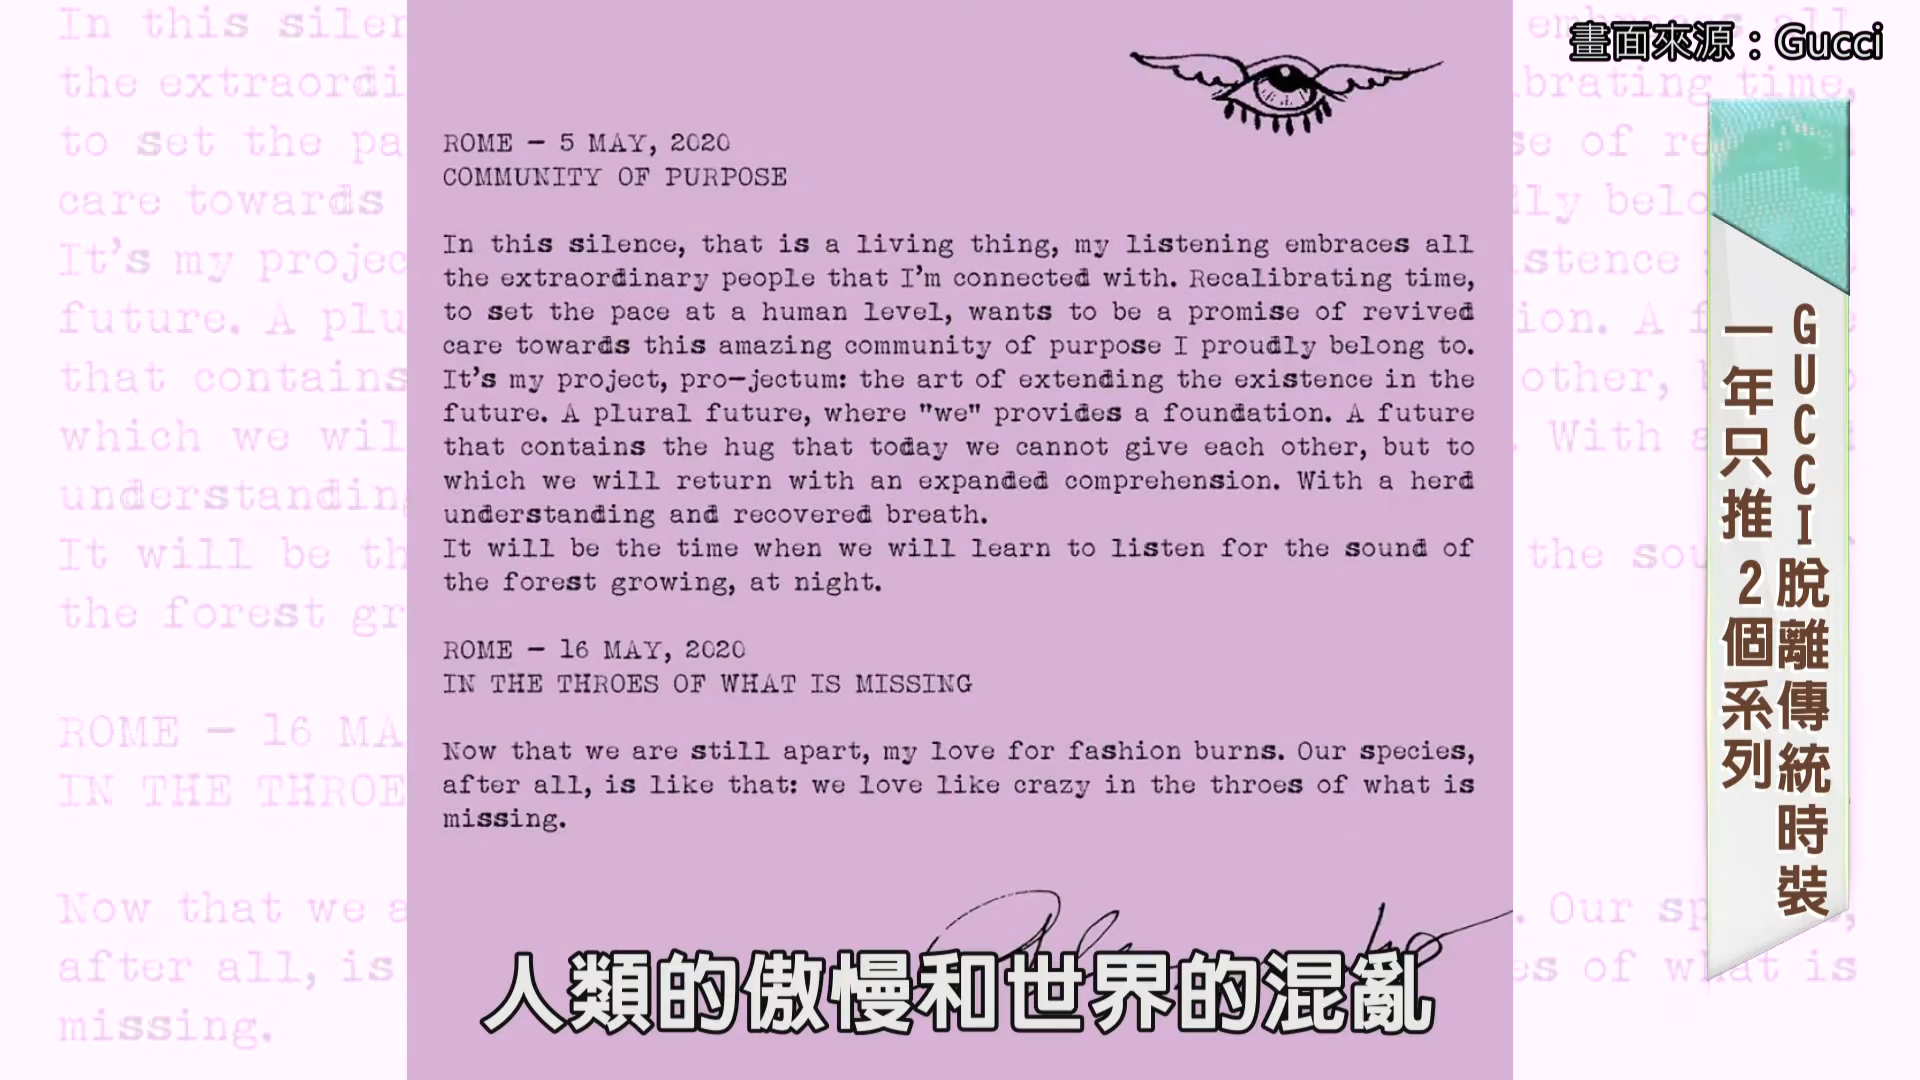 畫面來源：Gucci
ROME – 5 MAY, 2020
COMMUNITY OF PURPOSE
In this silence, that is a living thing, my listening embraces all
the extraordinary people that I’m connected with. Recalibrating time,
to set the pace at a human level, wants to be a promise of revived
care towards this amazing community of purpose I proudly belong to.
It’s my project, pro–jectum: the art of extending the existence in the
future. A plural future, where "we" provides a foundation. A future
that contains the hug that today we cannot give each other, but to
which we will return with an expanded comprehension. With a herd
understanding and recovered breath.
It will be the time when we will learn to listen for the sound of
the forest growing, at night.
ROME – 16 MAY, 2020
IN THE THROES OF WHAT IS MISSING
Now that we are still apart, my love for fashion burns. Our species,
after all, is like that: we love like crazy in the throes of what is
missing.
GUCCI脫離傳統時裝
一年只推2個系列
人類的傲慢和世界的混亂